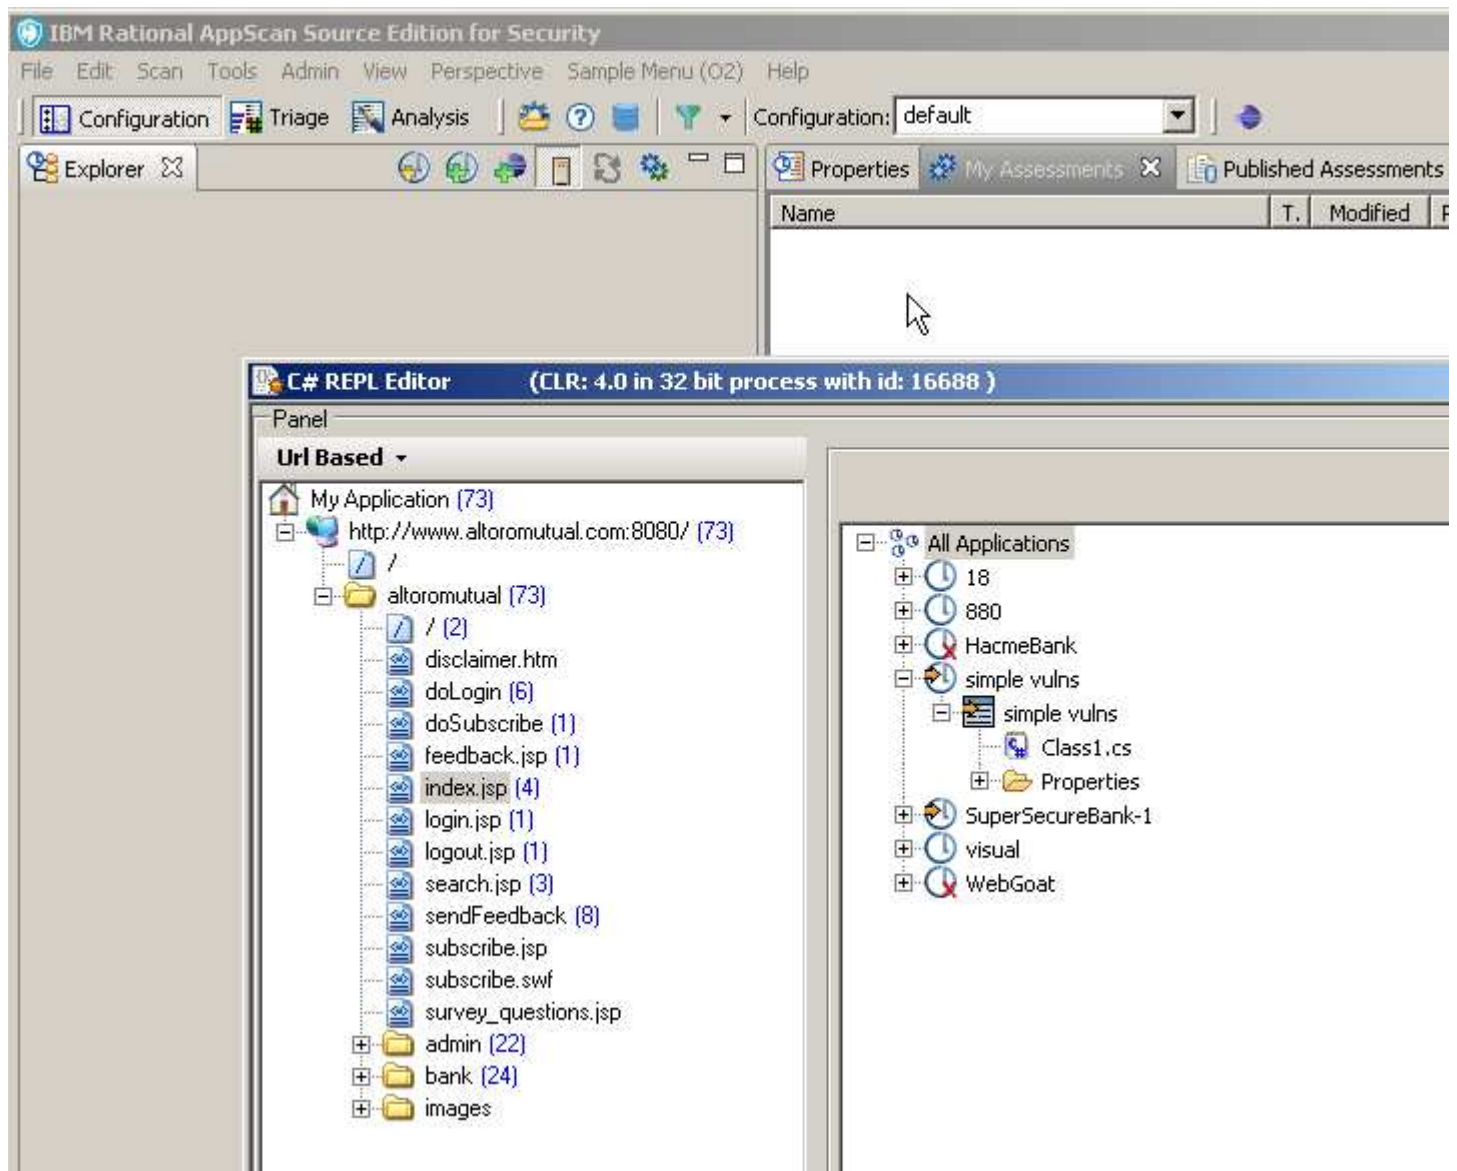 IBM Rational AppScan Source Edition for Security
File Edit Scan Tools Admin View Perspective Sample Menu (O2) Help
Configuration Triage Analysis Configuration: default
Explorer Properties My Assessments Published Assessments
Name T. Modified
C# REPL Editor (CLR: 4.0 in 32 bit process with id: 16688 )
Panel
Url Based
My Application (73)
http://www.altoromutual.com:8080/ (73)
/
altoromutual (73)
/ (2)
disclaimer.htm
doLogin (6)
doSubscribe (1)
feedback.jsp (1)
index.jsp (4)
login.jsp (1)
logout.jsp (1)
search.jsp (3)
sendFeedback (8)
subscribe.jsp
subscribe.swf
survey_questions.jsp
admin (22)
bank (24)
images
All Applications
18
880
HacmeBank
simple vulns
simple vulns
Class1.cs
Properties
SuperSecureBank-1
visual
WebGoat